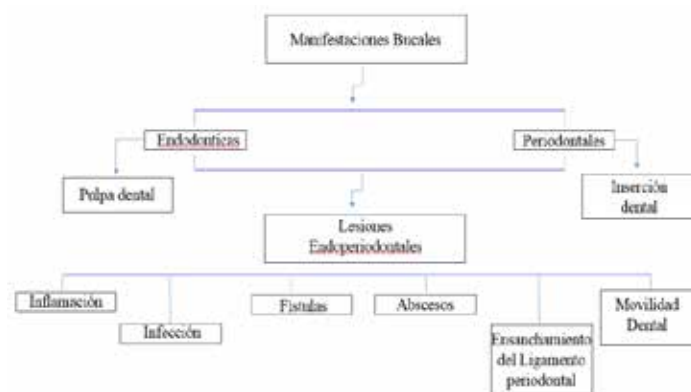 Manifestaciones Bucales
Endodonticas
Periodontales
Pulpa dental
Inserción
dental
Lesiones
Endoperiodontales
Inflamación
Infección
Fistulas
Abscesos
Ensanchamiento
del Ligamento
periodontal
Movilidad
Dental